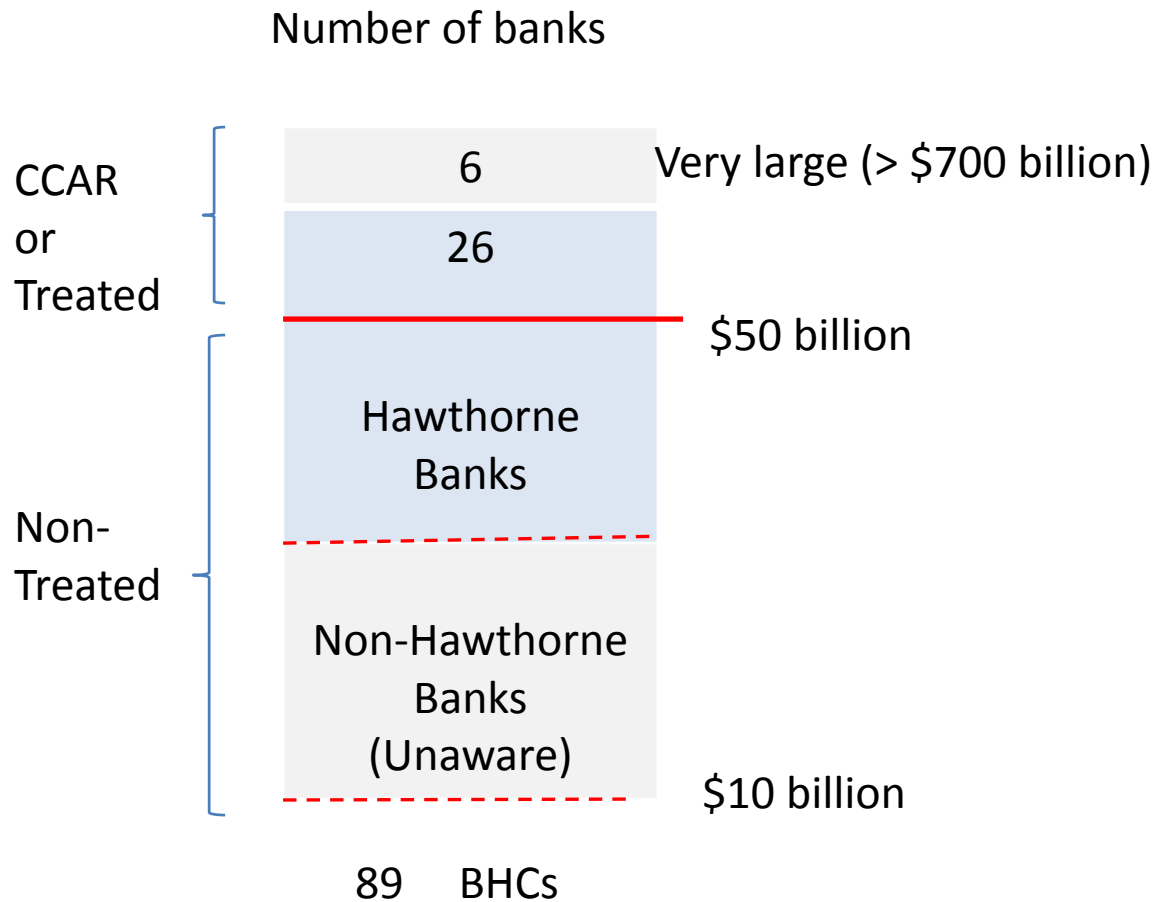 Number of banks
CCAR
or
Treated
6
Very large (> $700 billion)
26
$50 billion
Hawthorne
Banks
Non-
Treated
Non-Hawthorne
Banks
(Unaware)
$10 billion
89 BHCs